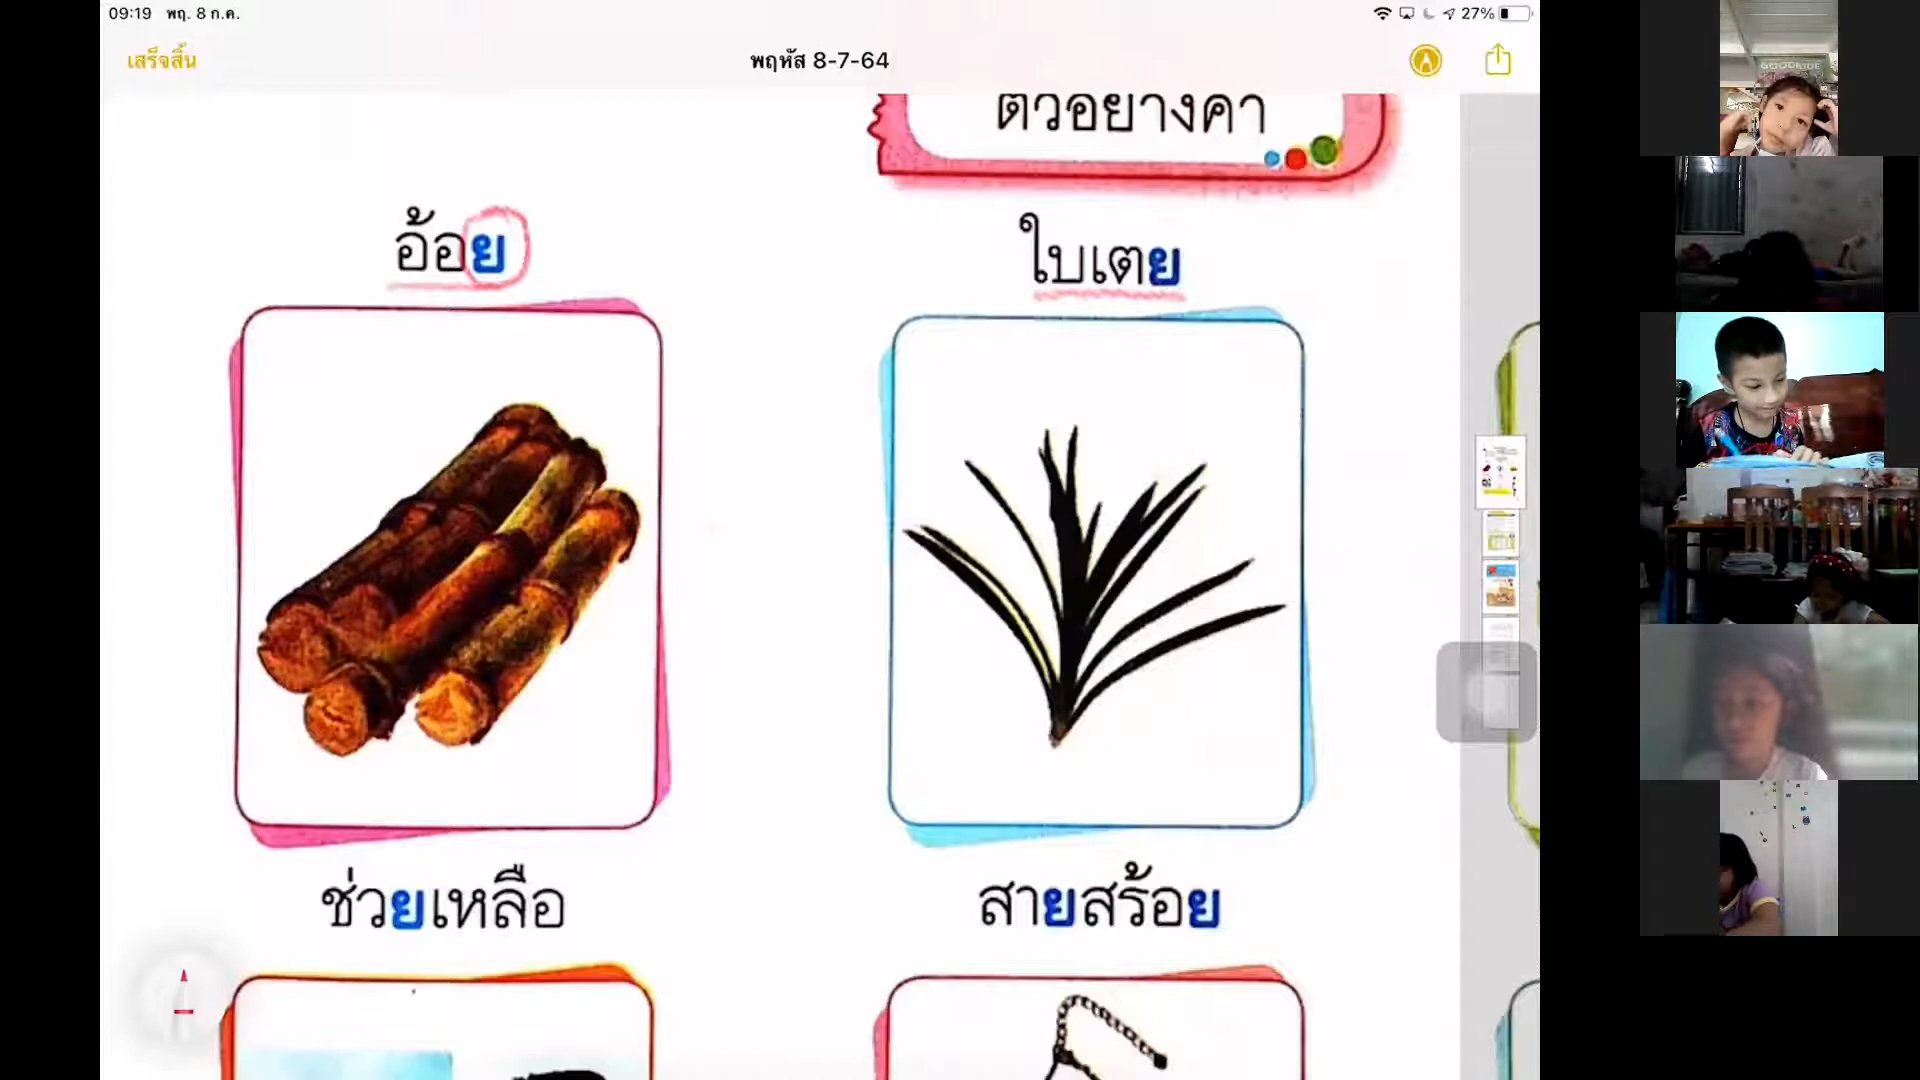 09:19 พฤ. 8 ก.ค.
27%
เสร็จสิ้น
พฤหัส 8-7-64
ตัวอย่างคำ
อ้อย
ใบเตย
ช่วยเหลือ
สายสร้อย
GOODRIDE